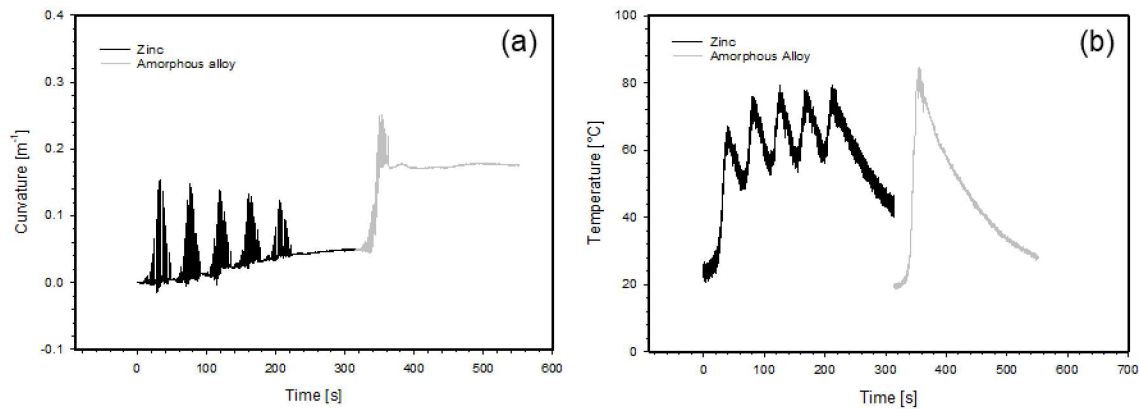 (a)
Zinc
Amorphous alloy
Curvature [m⁻¹]
0.4
0.3
0.2
0.1
0.0
-0.1
0 100 200 300 400 500 600
Time [s]
(b)
Zinc
Amorphous Alloy
Temperature [°C]
100
80
60
40
20
0
0 100 200 300 400 500 600 700
Time [s]